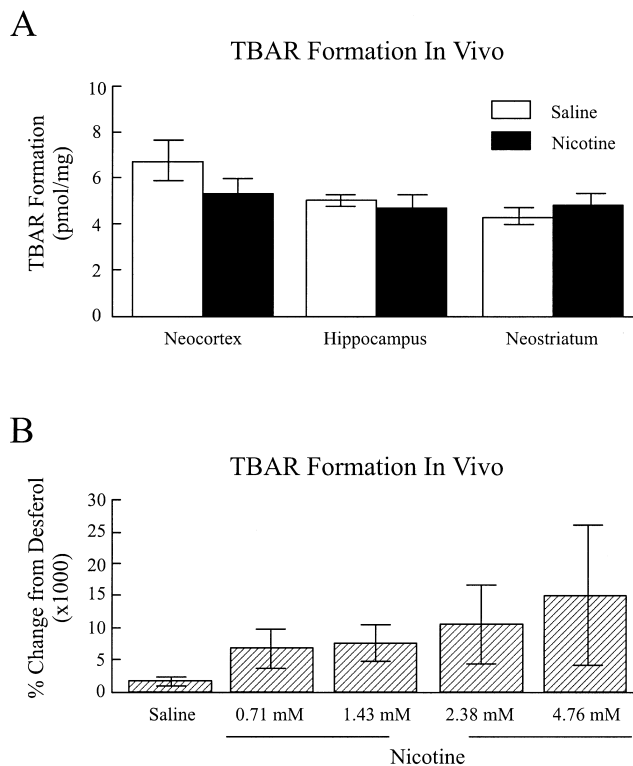 A
TBAR Formation In Vivo
TBAR Formation
(pmol/mg)
10
8
6
4
2
0
Saline
Nicotine
Neocortex Hippocampus Neostriatum
B
TBAR Formation In Vivo
% Change from Desferol
(x1000)
30
25
20
15
10
5
0
Saline 0.71 mM 1.43 mM 2.38 mM 4.76 mM
Nicotine